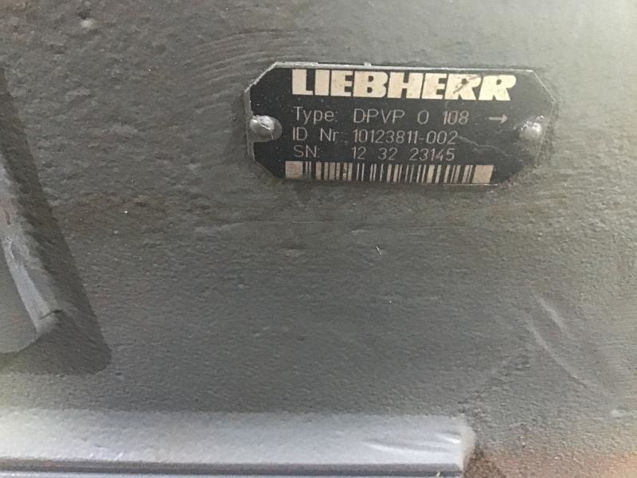 LIEBHERR
Type: DPVP O 108 →
ID Nr: 10123811-002
SN: 12 32 23145